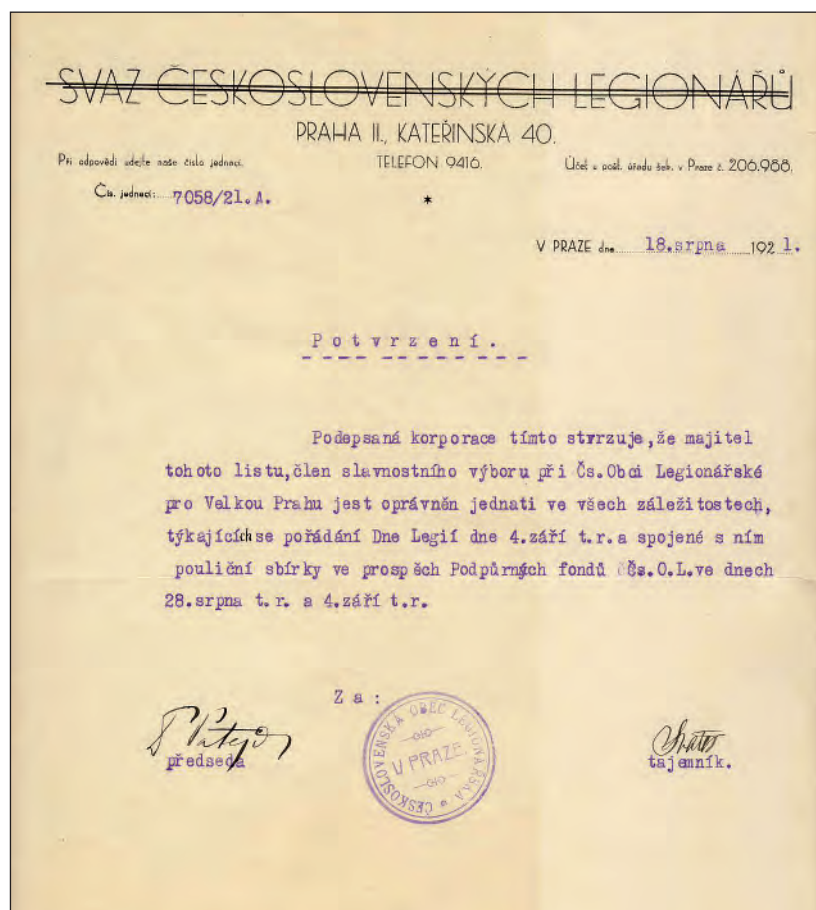 SVAZ ČESKOSLOVENSKÝCH LEGIONÁŘŮ
PRAHA II., KATEŘINSKÁ 40.
Při odpovědi udejte naše číslo jednací. TELEFON 9416. Účet u pošt. úřadu šek. v Praze č. 206.988.
Čís. jednací: 7058/21.A.
*
V PRAZE dne 18.srpna 192 1.
Potvrzení.
Podepsaná korporace tímto stvrzuje,že majitel
tohoto listu,člen slavnostního výboru při Čs.Obci Legionářské
pro Velkou Prahu jest oprávněn jednati ve všech záležitostech,
týkajících se pořádání Dne Legií dne 4.září t.r.a spojené s ním
pouliční sbírky ve prospěch Podpůrných fondů Čs.O.L.ve dnech
28.srpna t.r. a 4.září t.r.
Za:
ČESKOSLOVENSKÁ OBEC LEGIONÁŘSKÁ
V PRAZE
předseda
tajemník.